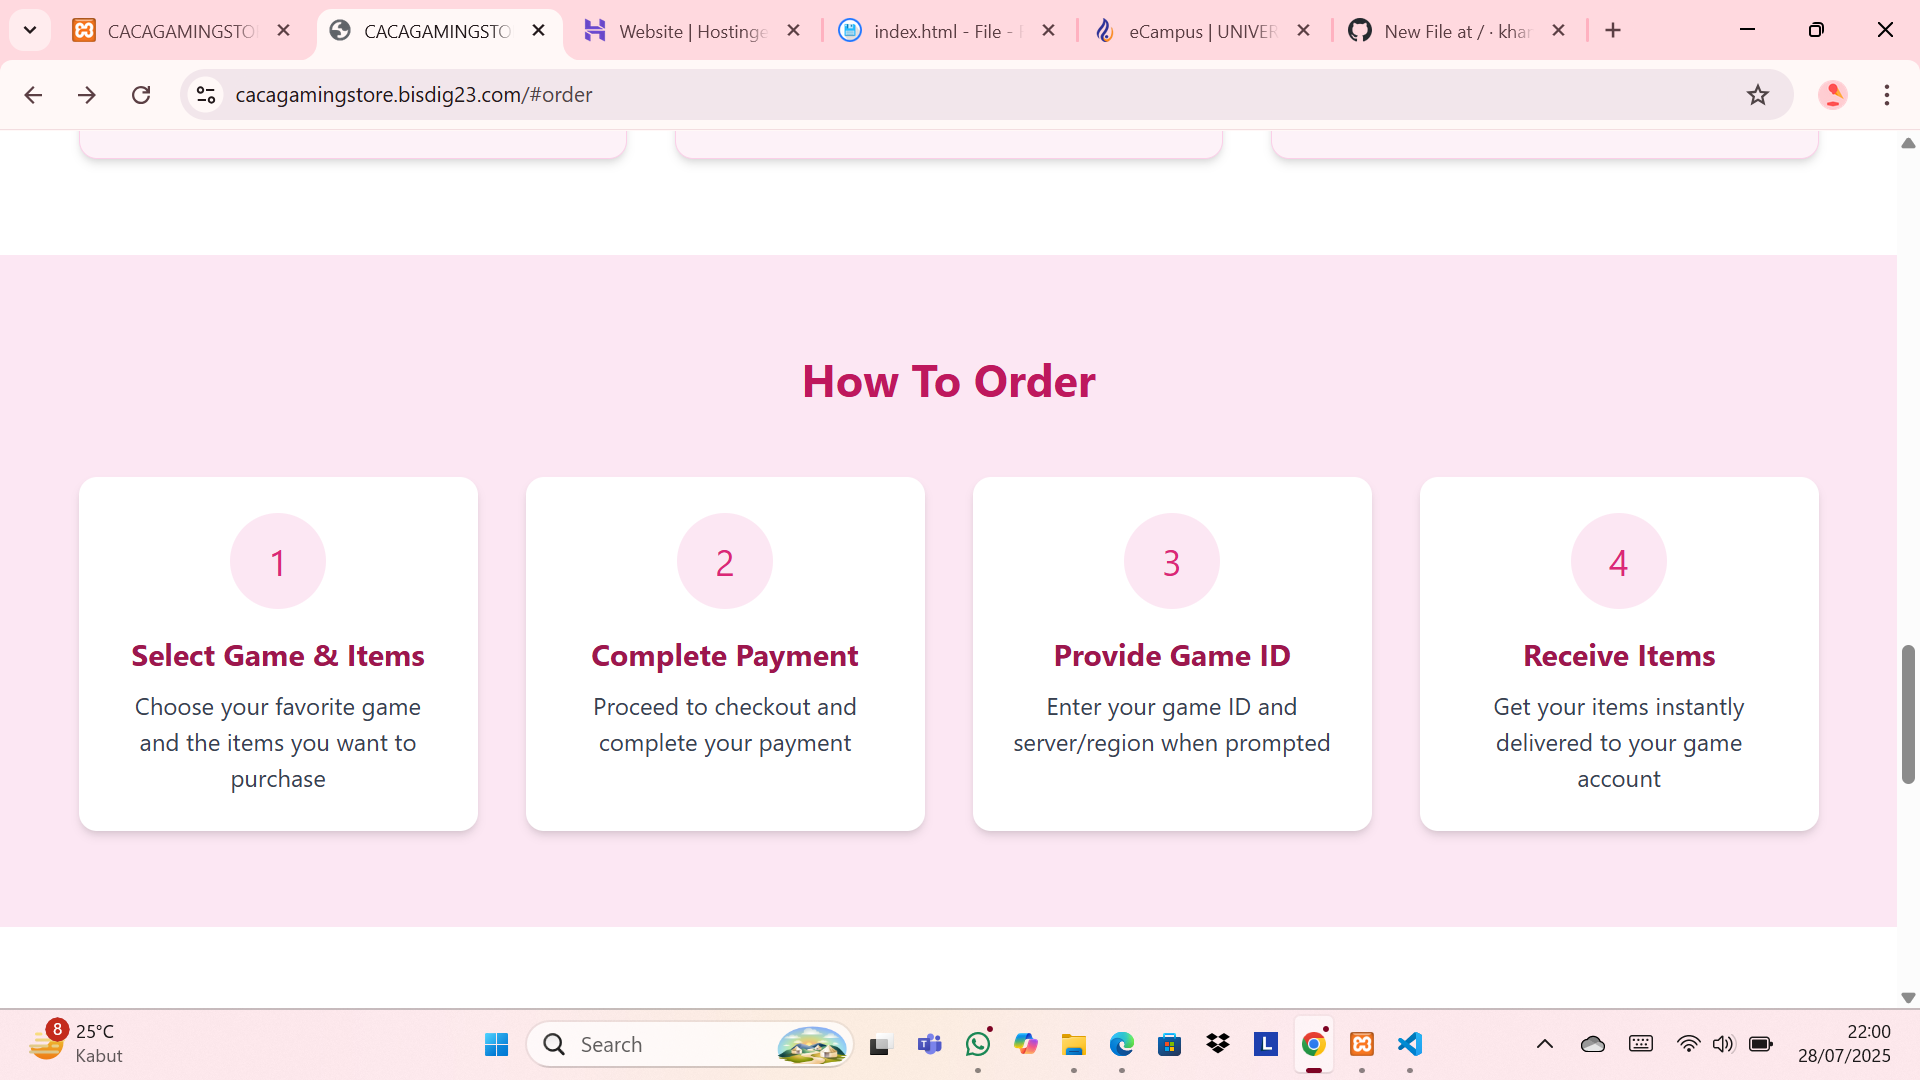 CACAGAMINGSTO
CACAGAMINGSTO
Website | Hostinge
index.html - File - F
eCampus | UNIVER
New File at / · khar
cacagamingstore.bisdig23.com/#order
How To Order
1
Select Game & Items
Choose your favorite game
and the items you want to
purchase
2
Complete Payment
Proceed to checkout and
complete your payment
3
Provide Game ID
Enter your game ID and
server/region when prompted
4
Receive Items
Get your items instantly
delivered to your game
account
8
25°C
Kabut
Search
L
22:00
28/07/2025